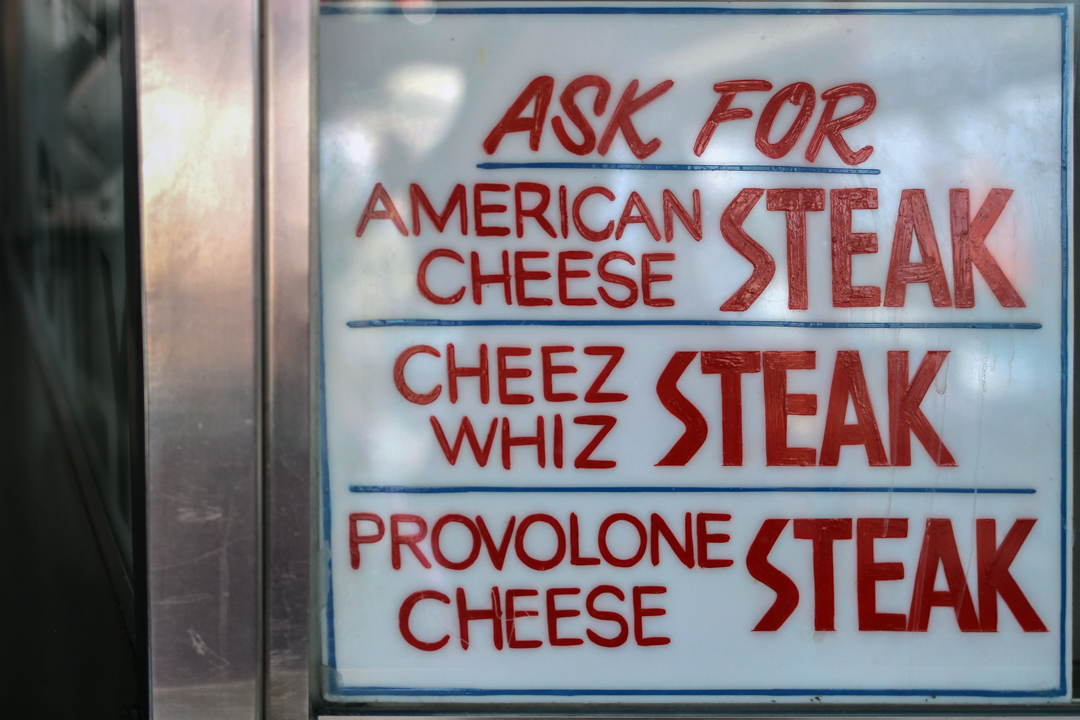 ASK FOR
AMERICAN CHEESE STEAK
CHEEZ WHIZ STEAK
PROVOLONE CHEESE STEAK